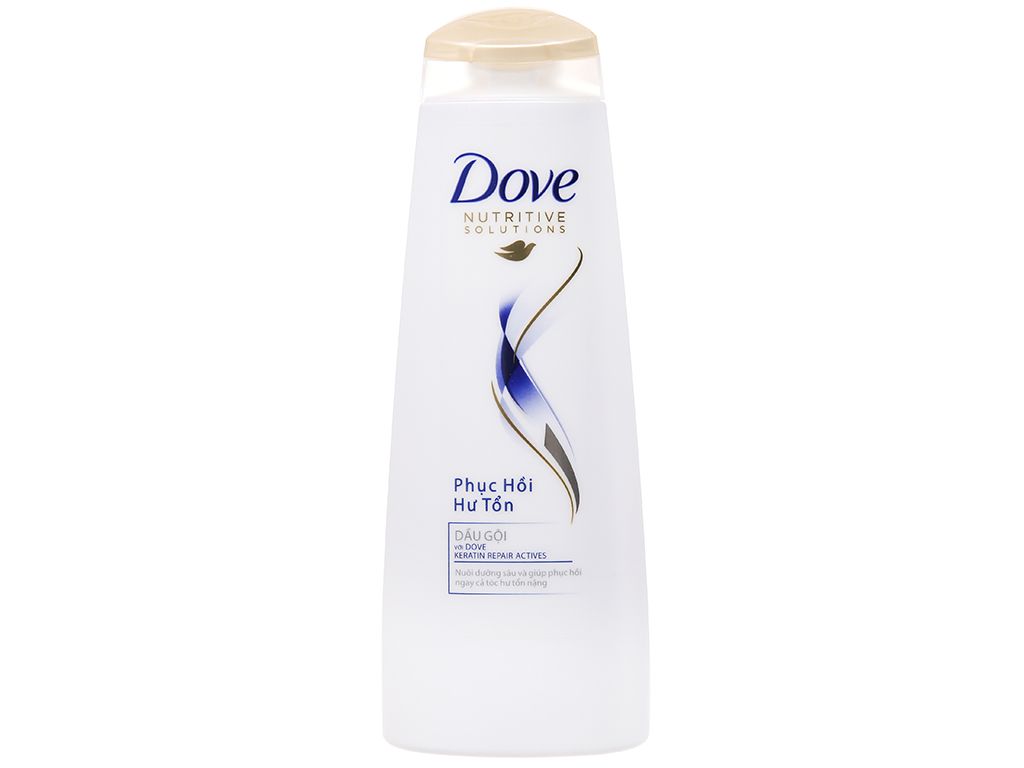 Dove
NUTRITIVE
SOLUTIONS
Phục Hồi
Hư Tổn
DẦU GỘI
với DOVE
KERATIN REPAIR ACTIVES
Nuôi dưỡng sâu và giúp phục hồi
ngay cả tóc hư tổn nặng